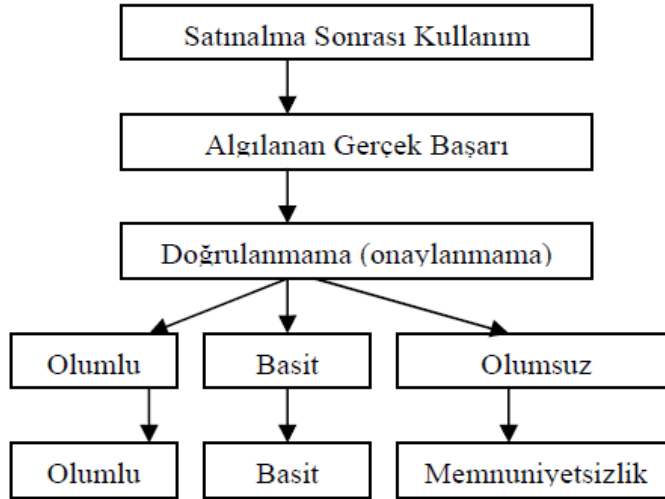 Satınalma Sonrası Kullanım
Algılanan Gerçek Başarı
Doğrulanmama (onaylanmama)
Olumlu Basit Olumsuz
Olumlu Basit Memnuniyetsizlik